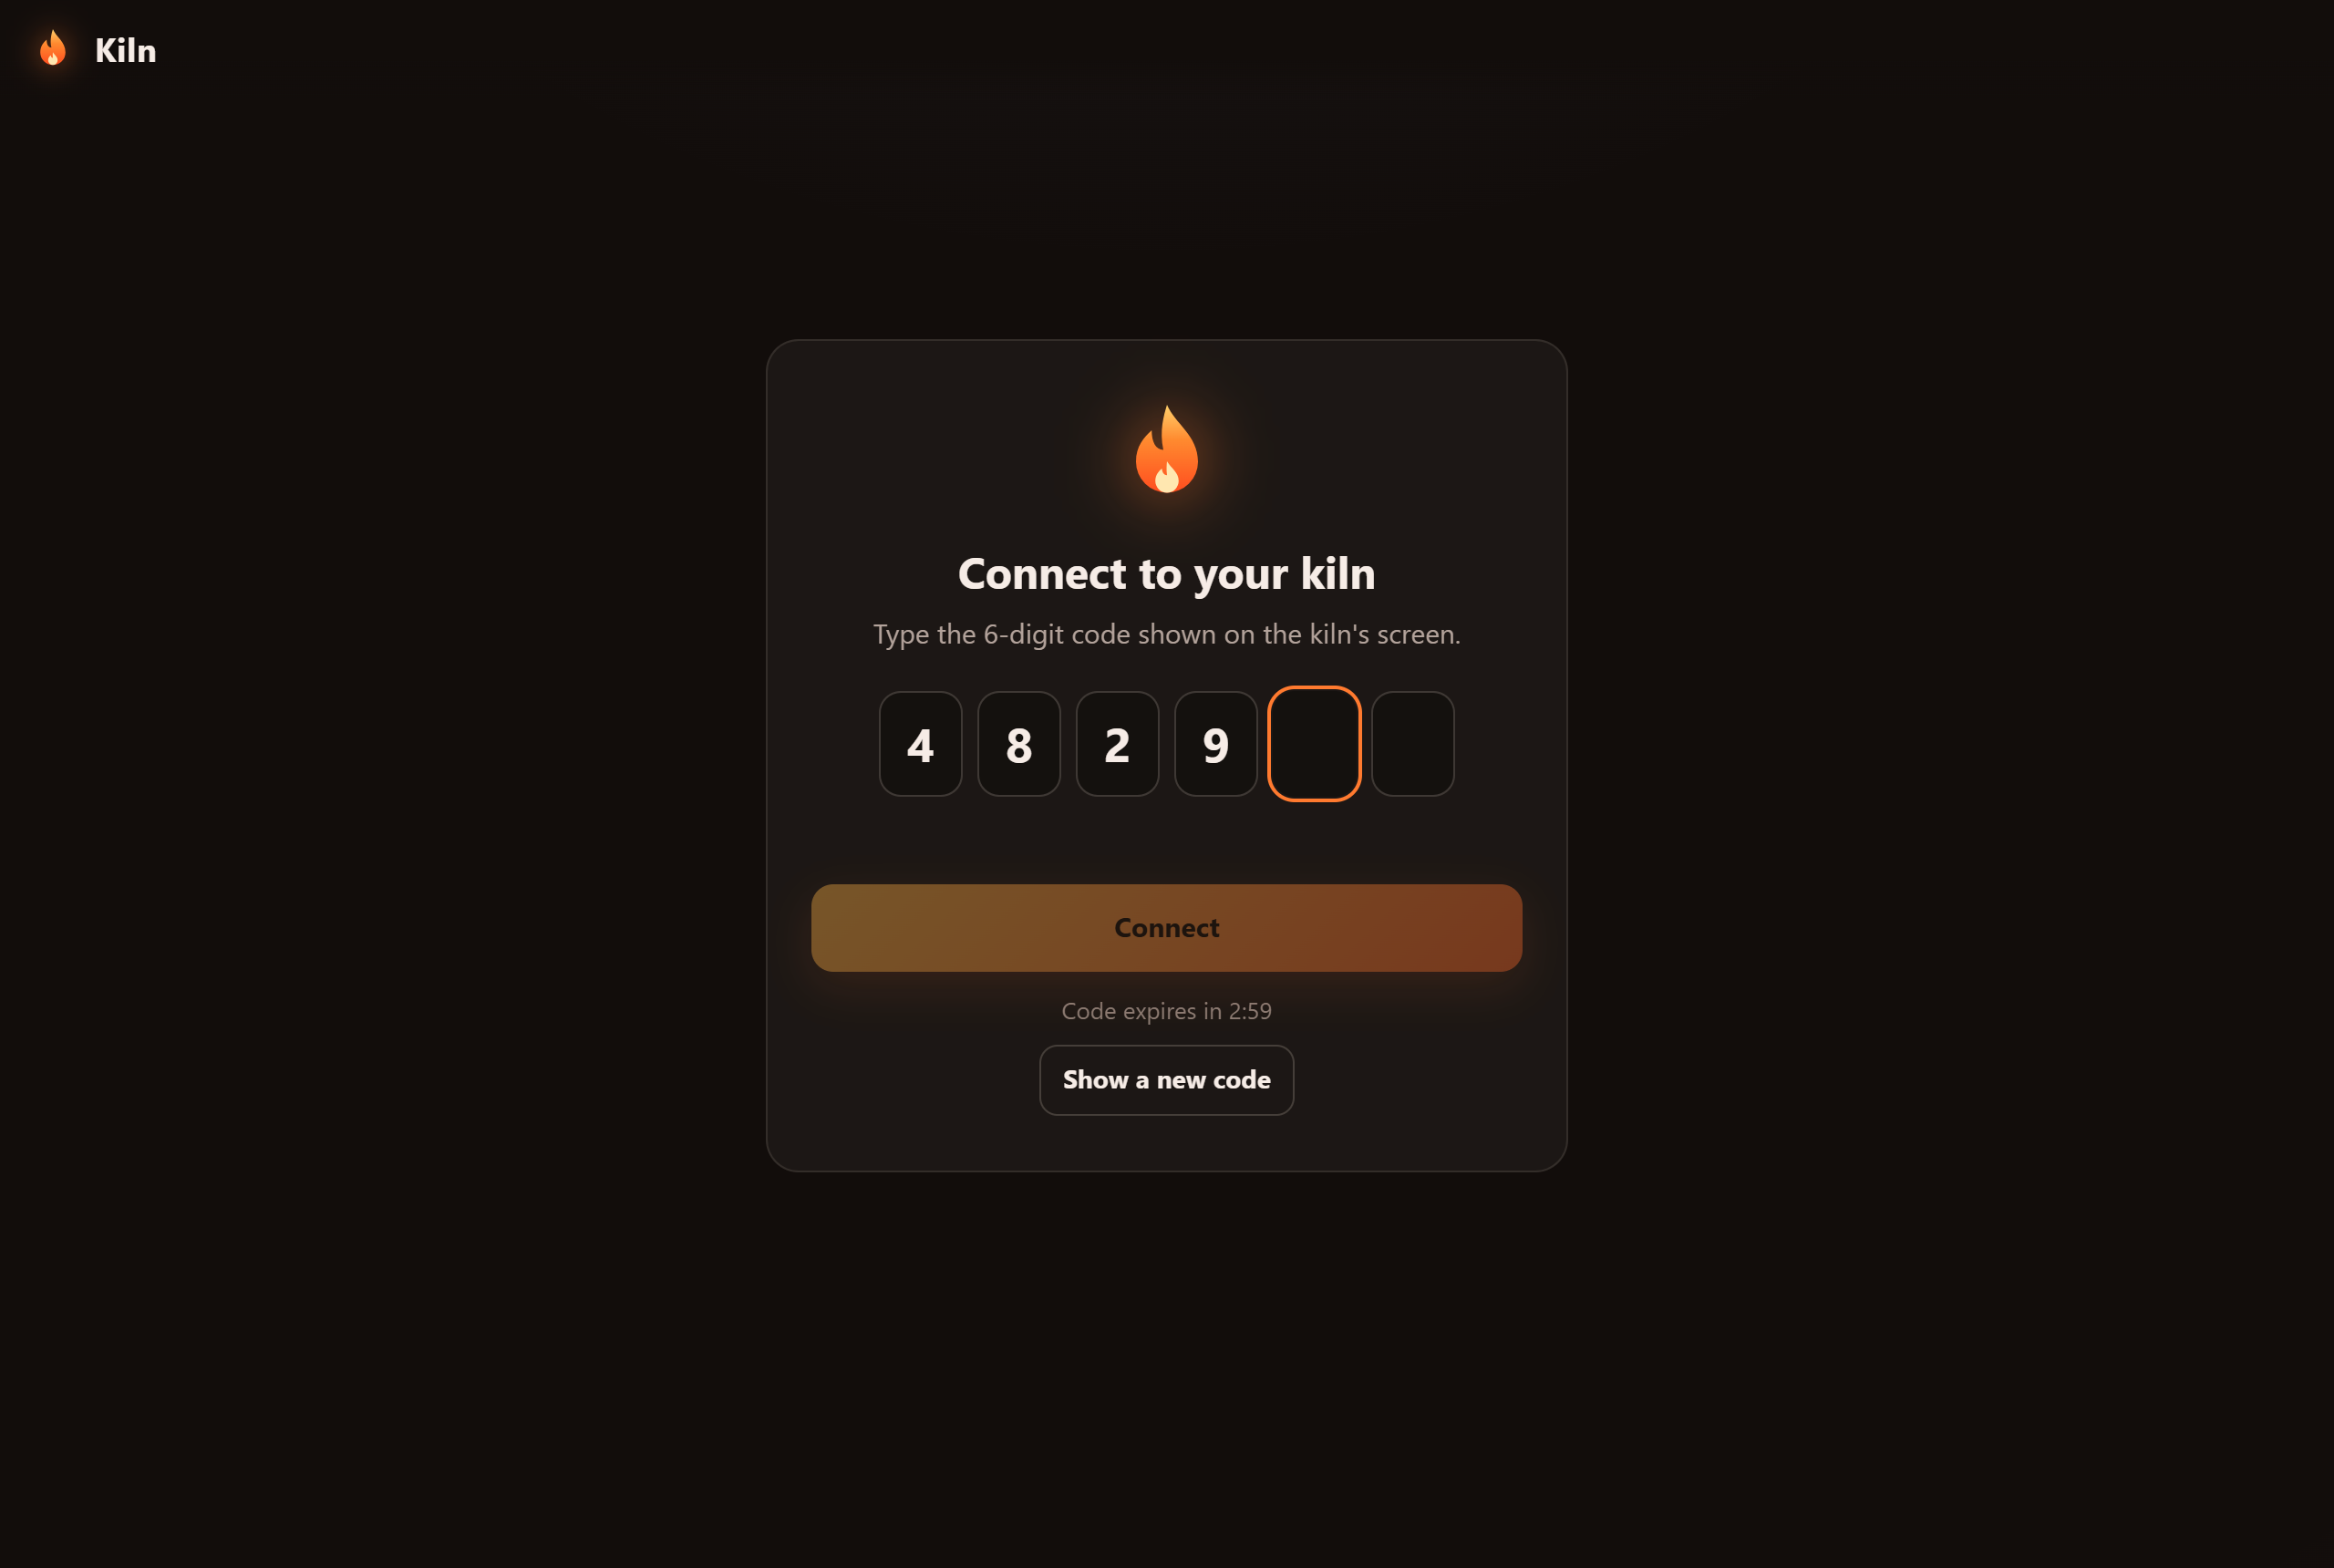 Kiln
Connect to your kiln
Type the 6-digit code shown on the kiln's screen.
4 8 2 9
Connect
Code expires in 2:59
Show a new code